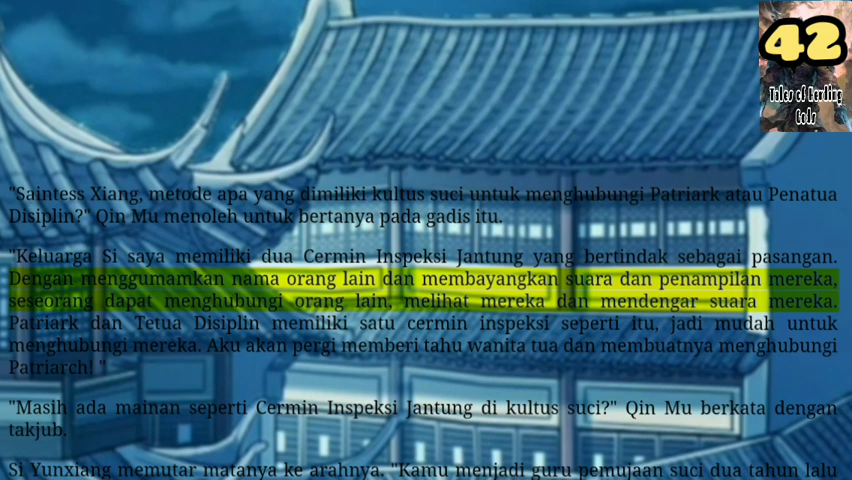 42
Tales of Herding
Gods
"Saintess Xiang, metode apa yang dimiliki kultus suci untuk menghubungi Patriark atau Penatua
Disiplin?" Qin Mu menoleh untuk bertanya pada gadis itu.
"Keluarga Si saya memiliki dua Cermin Inspeksi Jantung yang bertindak sebagai pasangan.
Dengan menggumamkan nama orang lain dan membayangkan suara dan penampilan mereka,
seseorang dapat menghubungi orang lain, melihat mereka dan mendengar suara mereka.
Patriark dan Tetua Disiplin memiliki satu cermin inspeksi seperti itu, jadi mudah untuk
menghubungi mereka. Aku akan pergi memberi tahu wanita tua dan membuatnya menghubungi
Patriarch! "
"Masih ada mainan seperti Cermin Inspeksi Jantung di kultus suci?" Qin Mu berkata dengan
takjub.
Si Yunxiang memutar matanya ke arahnya. "Kamu menjadi guru pemujaan suci dua tahun lalu